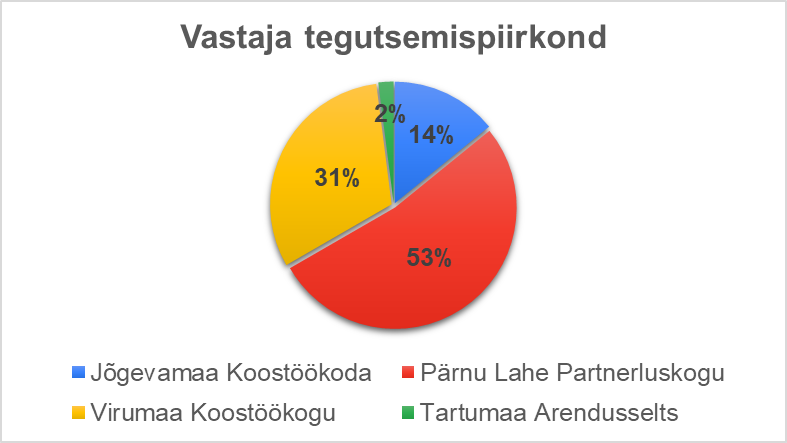 Vastaja tegutsemispiirkond
2%
14%
31%
53%
Jõgevamaa Koostöökoda
Pärnu Lahe Partnerluskogu
Virumaa Koostöökogu
Tartumaa Arendusselts